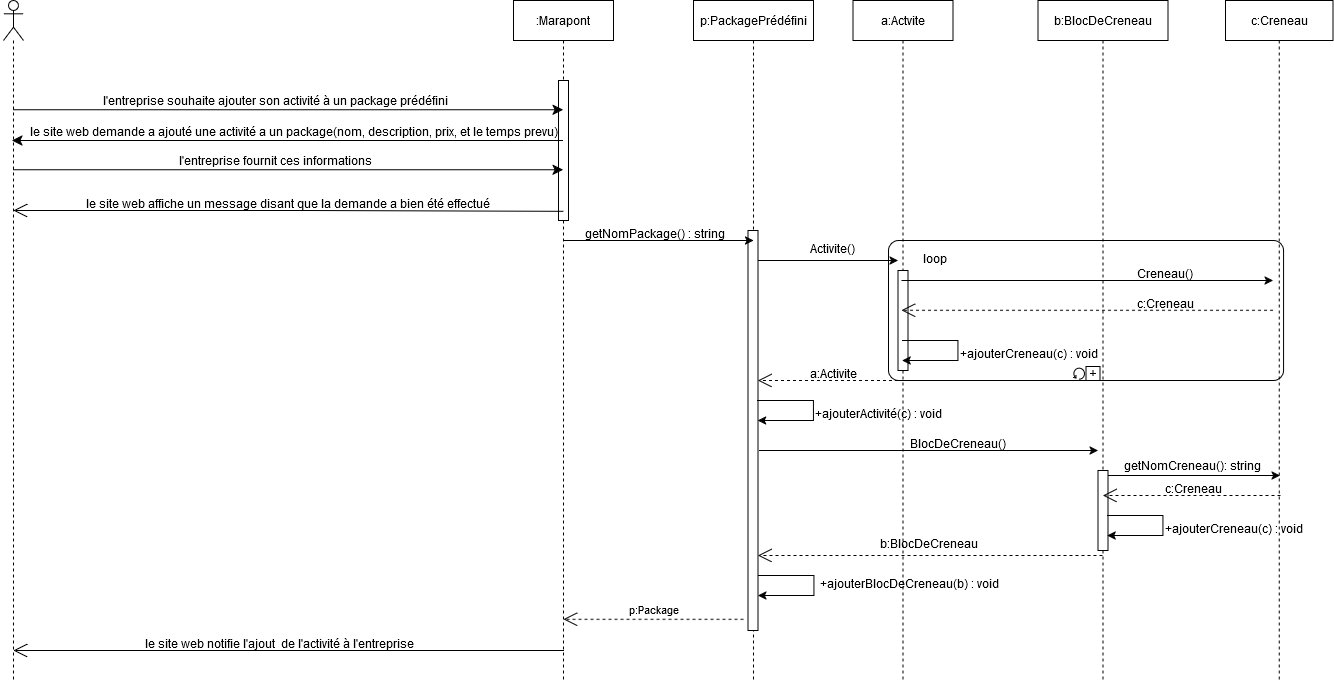 :Marapont
p:PackagePrédéfini
a:Actvite
b:BlocDeCreneau
c:Creneau
l'entreprise souhaite ajouter son activité à un package prédéfini
le site web demande a ajouté une activité a un package(nom, description, prix, et le temps prevu)
l'entreprise fournit ces informations
le site web affiche un message disant que la demande a bien été effectué
getNomPackage() : string
Activite()
loop
Creneau()
c:Creneau
+ajouterCreneau(c) : void
+
a:Activite
+ajouterActivité(c) : void
BlocDeCreneau()
getNomCreneau(): string
c:Creneau
+ajouterCreneau(c) : void
b:BlocDeCreneau
+ajouterBlocDeCreneau(b) : void
p:Package
le site web notifie l'ajout  de l'activité à l'entreprise